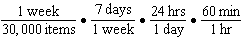 1 week • 7 days • 24 hrs • 60 min
30,000 items 1 week 1 day 1 hr